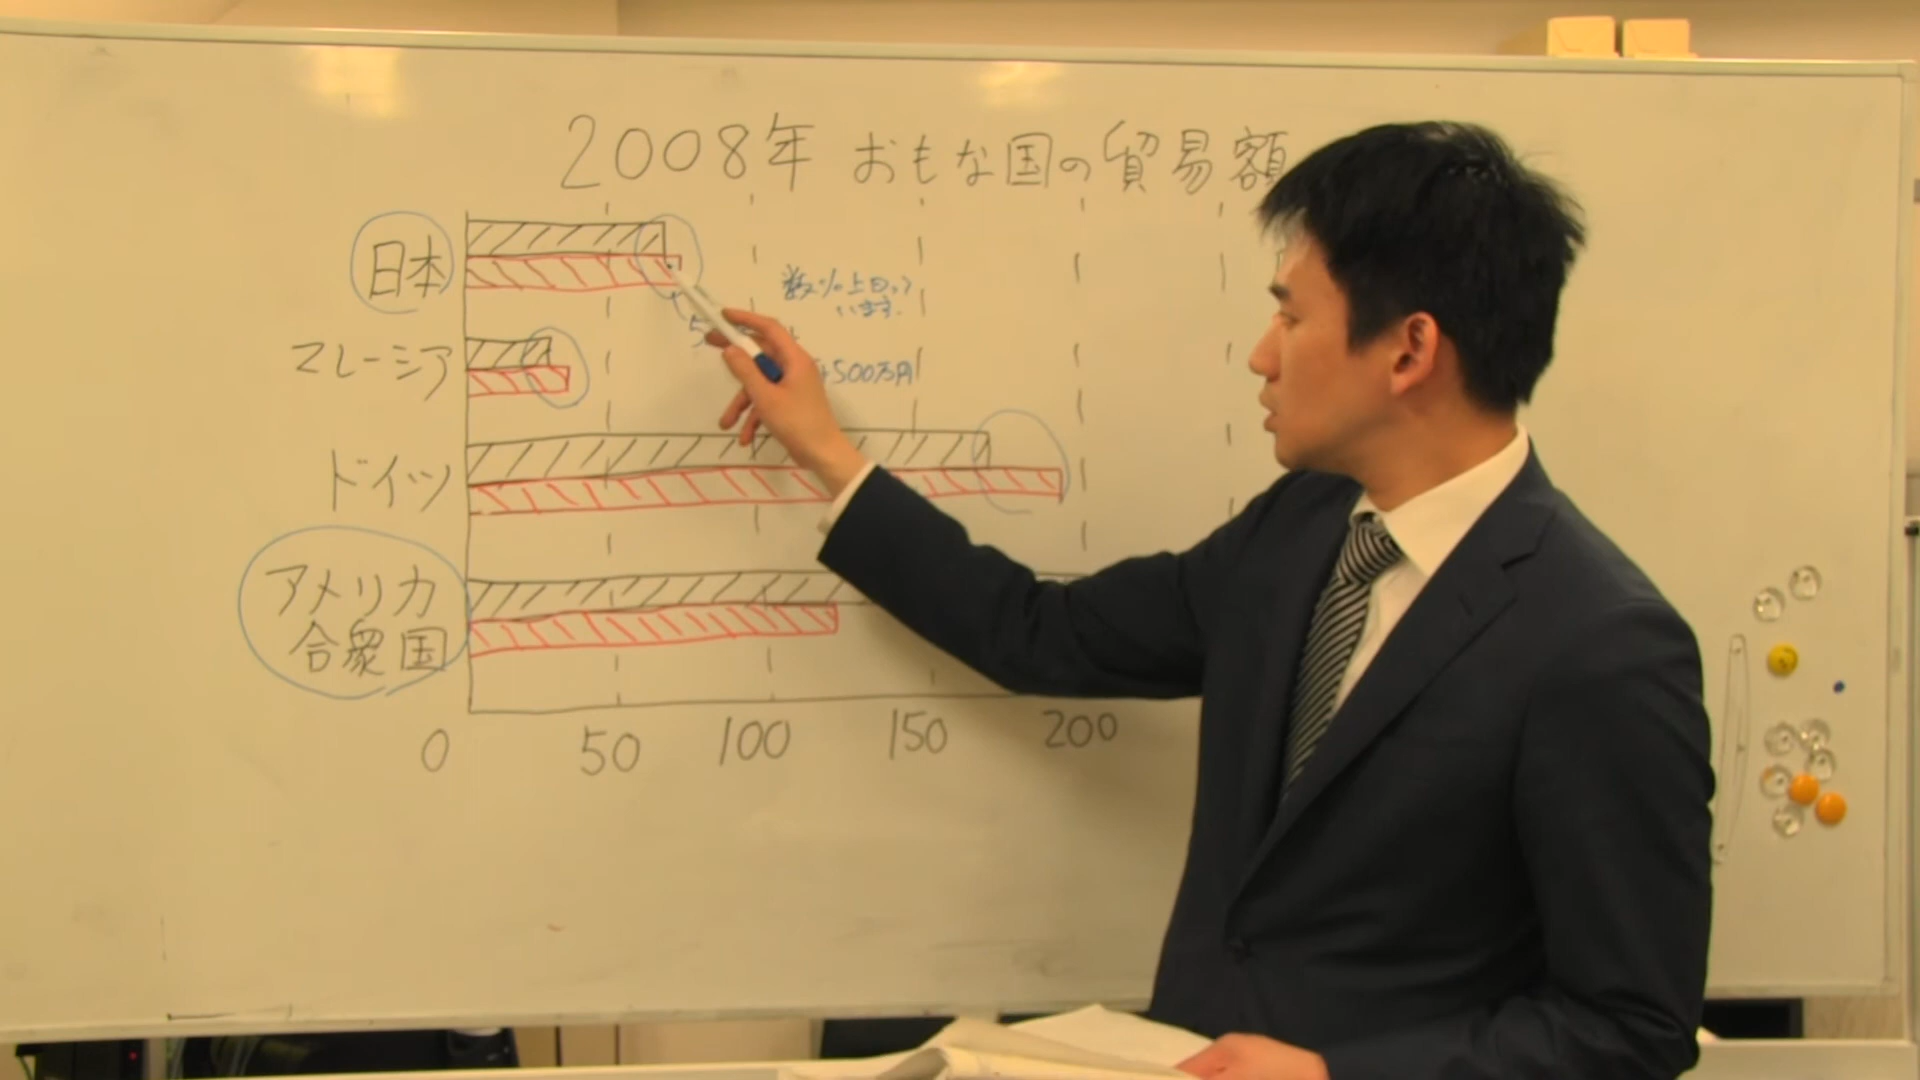 2008年 おもな国の貿易額
日本
数%上回って
います.
マレーシア
500万円
ドイツ
アメリカ
合衆国
0 50 100 150 200